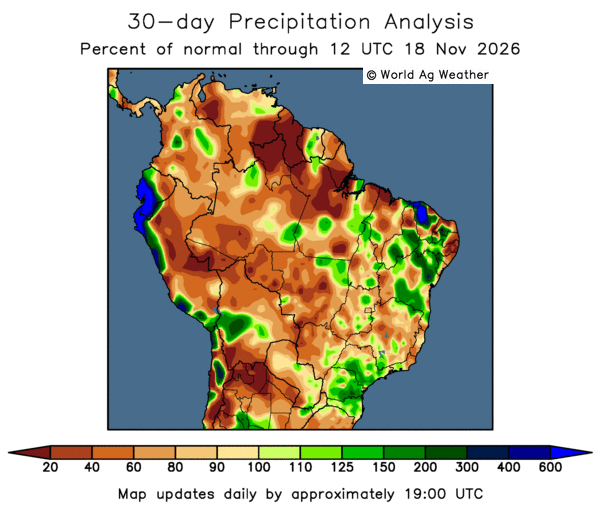 30-day Precipitation Analysis
Percent of normal through 12 UTC 18 Nov 2026
© World Ag Weather
20 40 60 80 90 100 110 125 150 200 300 400 600
Map updates daily by approximately 19:00 UTC